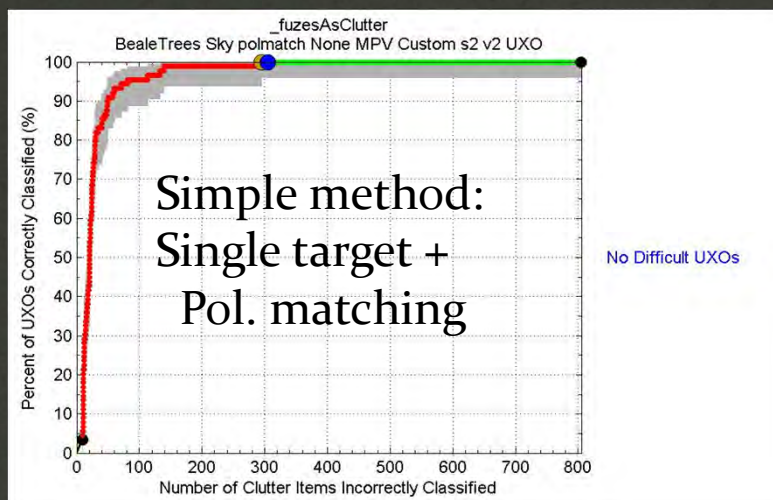 _fuzesAsClutter
BealeTrees Sky polmatch None MPV Custom s2 v2 UXO
Percent of UXOs Correctly Classified (%)
100
90
80
70
60
50
40
30
20
10
0
Simple method:
Single target +
Pol. matching
No Difficult UXOs
0 100 200 300 400 500 600 700 800
Number of Clutter Items Incorrectly Classified